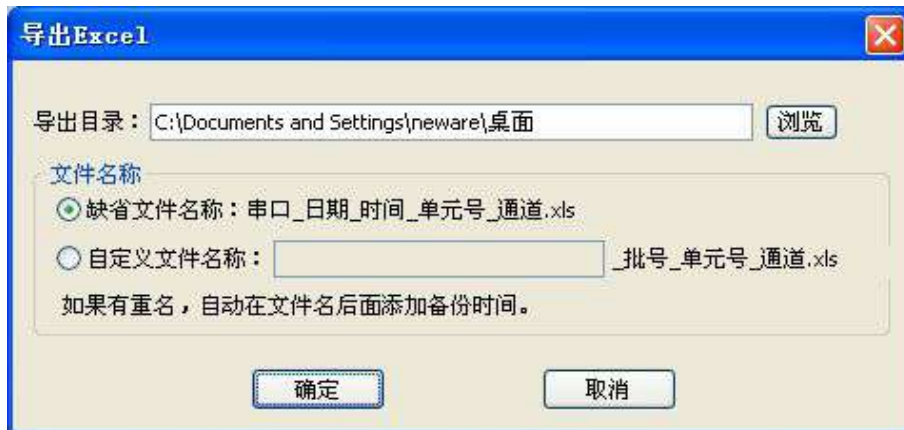 导出Excel
导出目录：C:\Documents and Settings\neware\桌面 浏览
文件名称
缺省文件名称：串口_日期_时间_单元号_通道.xls
自定义文件名称： _批号_单元号_通道.xls
如果有重名，自动在文件名后面添加备份时间。
确定 取消